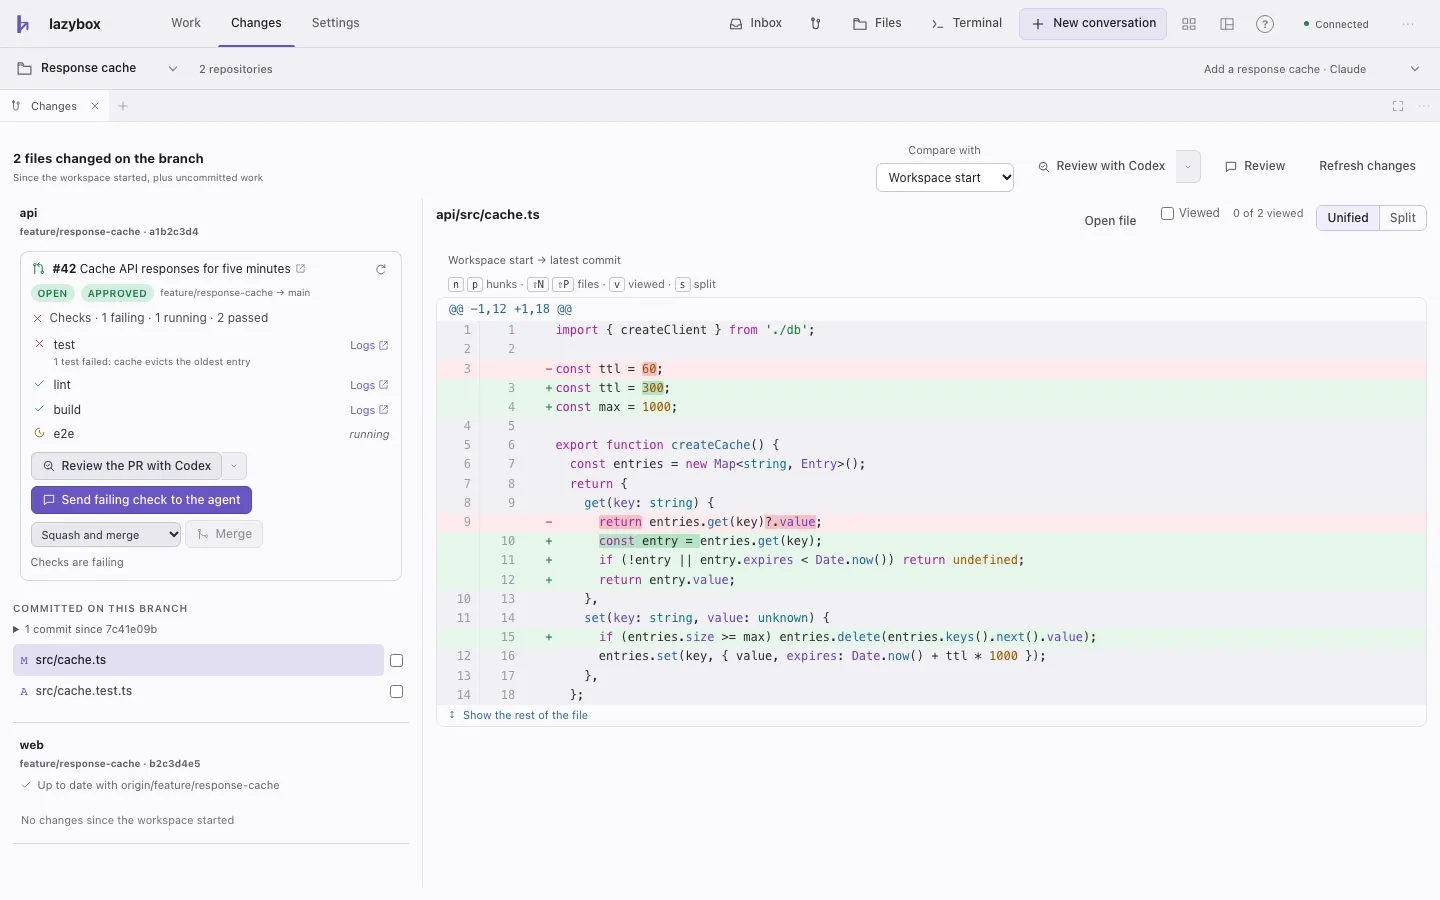 lazybox Work Changes Settings Inbox Files Terminal New conversation ? Connected ···
Response cache 2 repositories Add a response cache · Claude
Changes × + ···
2 files changed on the branch
Since the workspace started, plus uncommitted work
Compare with
Workspace start Review with Codex Review Refresh changes
api
feature/response-cache · a1b2c3d4
#42 Cache API responses for five minutes
OPEN APPROVED feature/response-cache → main
Checks · 1 failing · 1 running · 2 passed
test Logs
1 test failed: cache evicts the oldest entry
lint Logs
build Logs
e2e running
Review the PR with Codex
Send failing check to the agent
Squash and merge Merge
Checks are failing
COMMITTED ON THIS BRANCH
1 commit since 7c41e09b
M src/cache.ts
A src/cache.test.ts
web
feature/response-cache · b2c3d4e5
Up to date with origin/feature/response-cache
No changes since the workspace started
api/src/cache.ts Open file Viewed 0 of 2 viewed Unified Split
Workspace start → latest commit
n p hunks · ⇧N ⇧P files · v viewed · s split
@@ −1,12 +1,18 @@
1 1 import { createClient } from './db';
2 2
3 −const ttl = 60;
3 +const ttl = 300;
4 +const max = 1000;
4 5
5 6 export function createCache() {
6 7 const entries = new Map<string, Entry>();
7 8 return {
8 9 get(key: string) {
9 − return entries.get(key)?.value;
10 + const entry = entries.get(key);
11 + if (!entry || entry.expires < Date.now()) return undefined;
12 + return entry.value;
10 13 },
11 14 set(key: string, value: unknown) {
15 + if (entries.size >= max) entries.delete(entries.keys().next().value);
12 16 entries.set(key, { value, expires: Date.now() + ttl * 1000 });
13 17 },
14 18 };
↕ Show the rest of the file